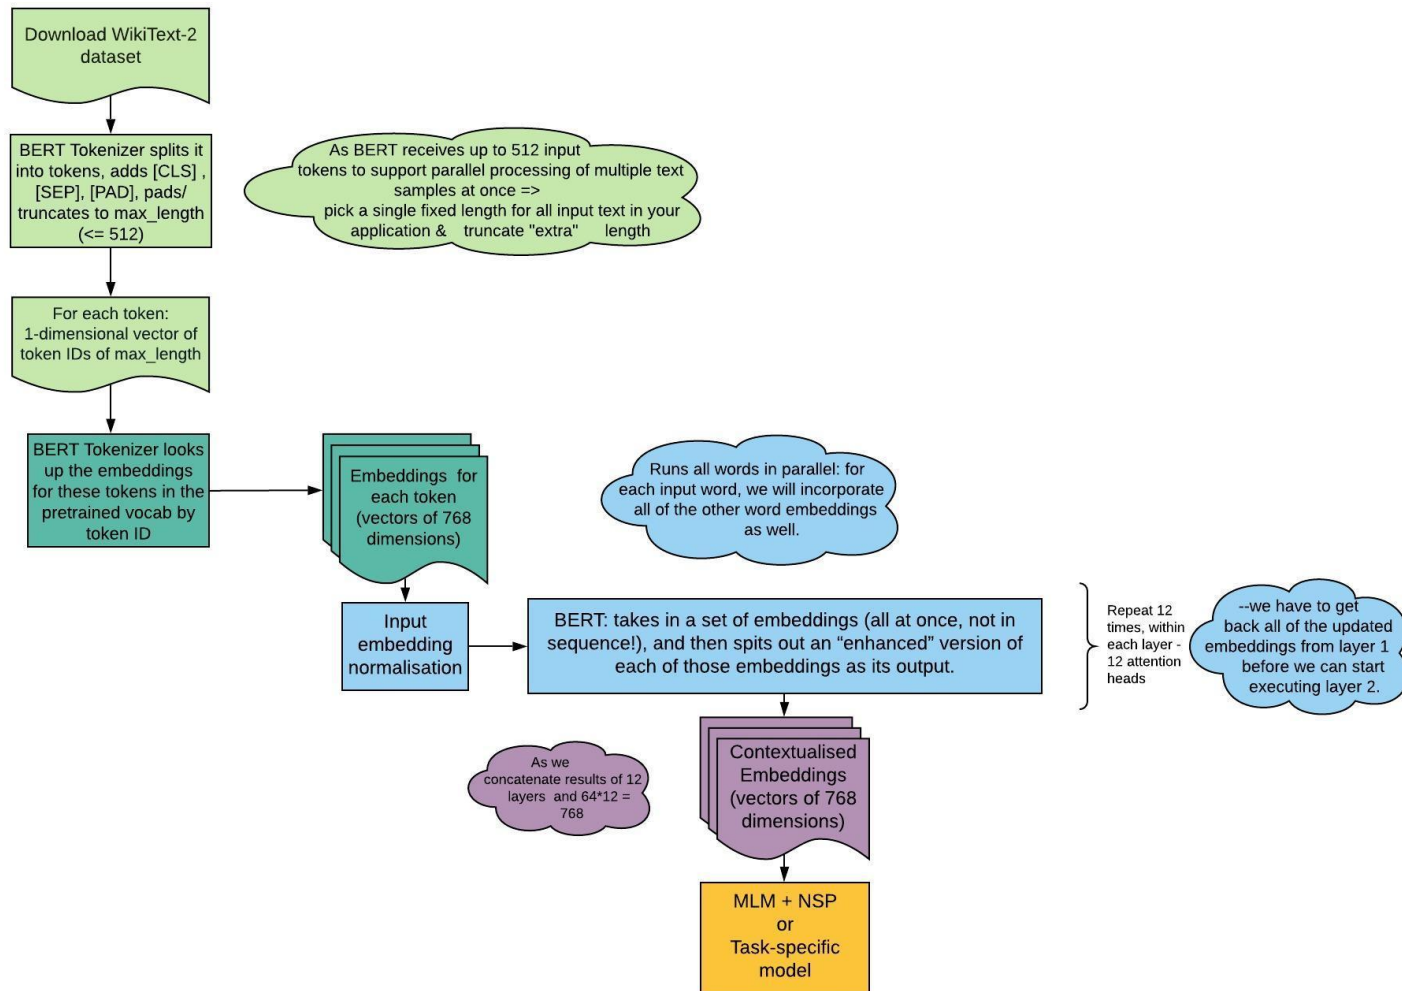 Download WikiText-2
dataset
BERT Tokenizer splits it
into tokens, adds [CLS] ,
[SEP], [PAD], pads/
truncates to max_length
(<= 512)
As BERT receives up to 512 input
tokens to support parallel processing of multiple text
samples at once =>
pick a single fixed length for all input text in your
application & truncate "extra" length
For each token:
1-dimensional vector of
token IDs of max_length
BERT Tokenizer looks
up the embeddings
for these tokens in the
pretrained vocab by
token ID
Embeddings for
each token
(vectors of 768
dimensions)
Runs all words in parallel: for
each input word, we will incorporate
all of the other word embeddings
as well.
Input
embedding
normalisation
BERT: takes in a set of embeddings (all at once, not in
sequence!), and then spits out an “enhanced” version of
each of those embeddings as its output.
Repeat 12
times, within
each layer -
12 attention
heads
--we have to get
back all of the updated
embeddings from layer 1
before we can start
executing layer 2.
As we
concatenate results of 12
layers and 64*12 =
768
Contextualised
Embeddings
(vectors of 768
dimensions)
MLM + NSP
or
Task-specific
model